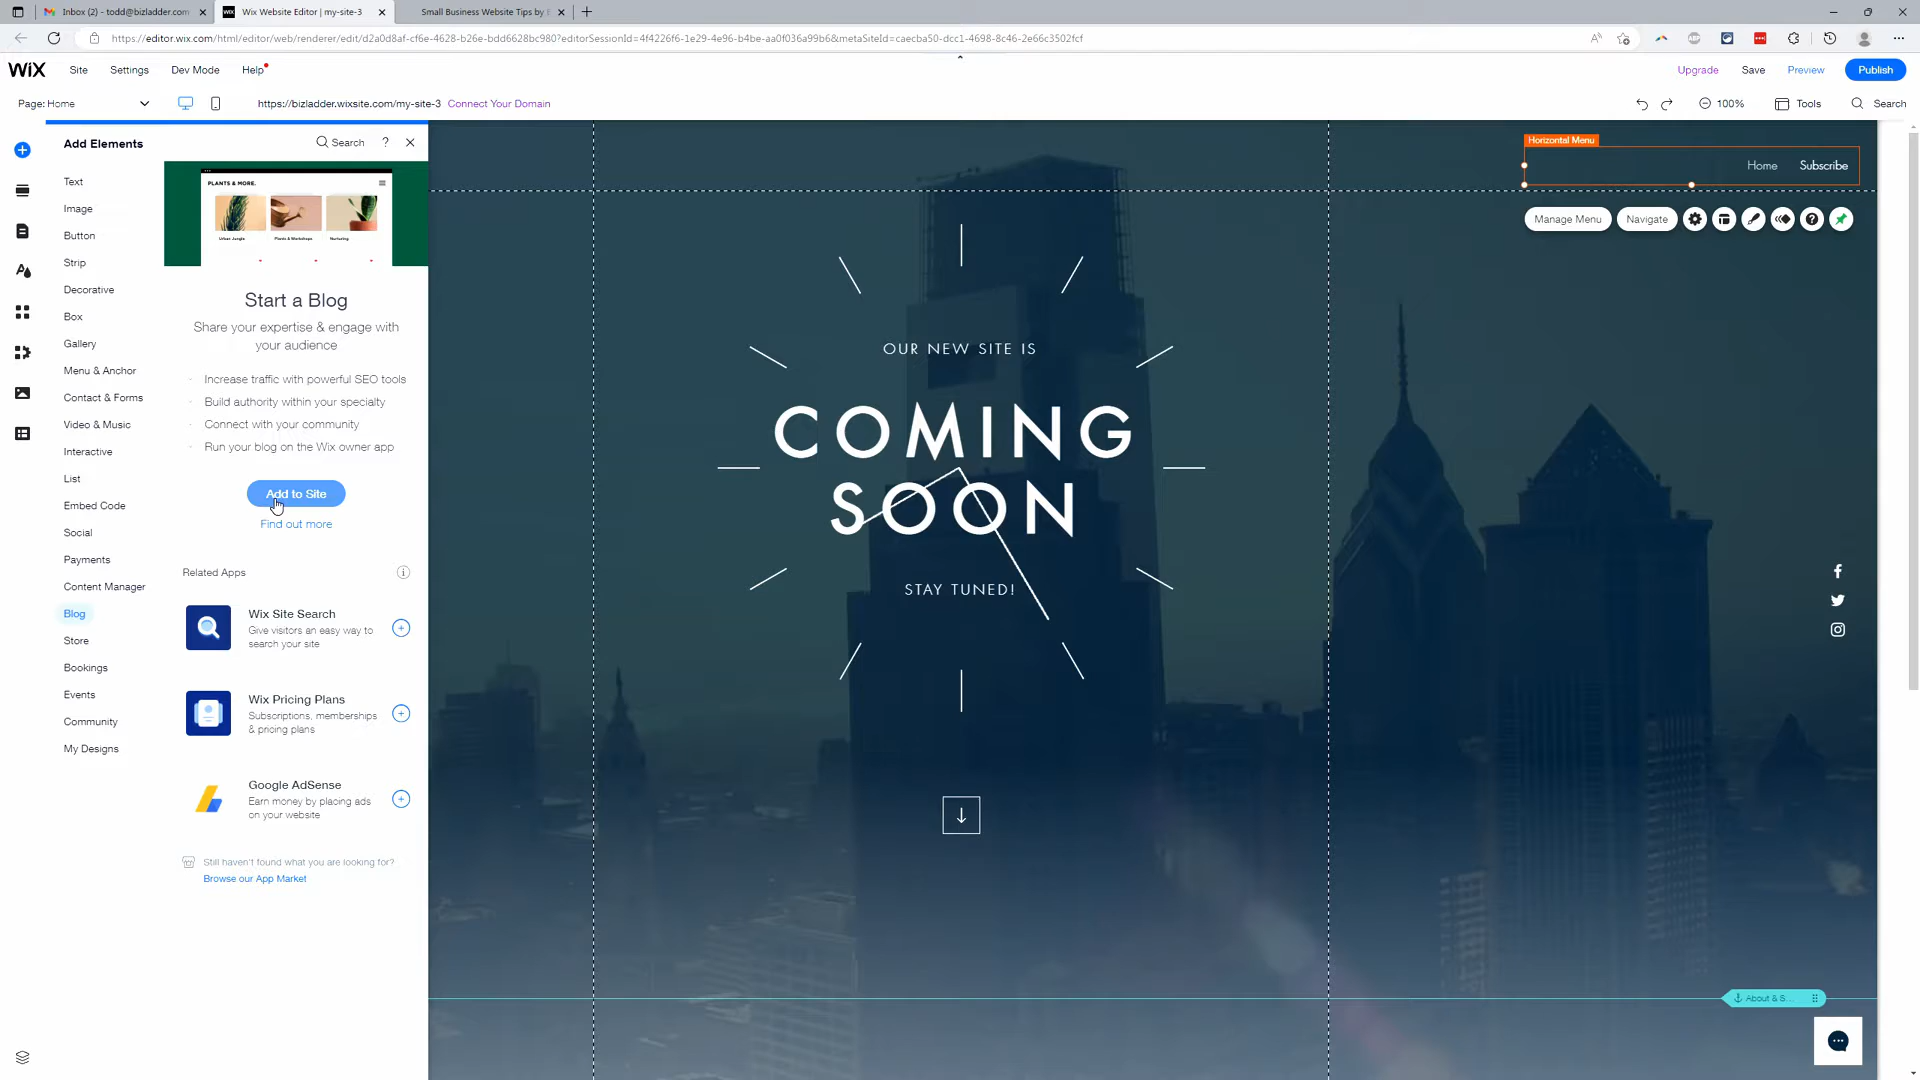 Inbox (2) - todd@bizladder.com
WIX Wix Website Editor | my-site-3
Small Business Website Tips by
https://editor.wix.com/html/editor/web/renderer/edit/d2a0d8af-cf6e-4628-b26e-bdd6628bc980?editorSessionId=4f4226f6-1e29-4e96-b4be-aa0f036a99b6&metaSiteId=caecba50-dcc1-4698-8c46-2e66c3502fcf
WiX Site Settings Dev Mode Help Upgrade Save Preview Publish
Page: Home https://bizladder.wixsite.com/my-site-3 Connect Your Domain 100% Tools Search
Add Elements Search ?
Text
Image
Button
Strip
Decorative
Box
Gallery
Menu & Anchor
Contact & Forms
Video & Music
Interactive
List
Embed Code
Social
Payments
Content Manager
Blog
Store
Bookings
Events
Community
My Designs
PLANTS & MORE.
Urban Jungle Plants & Workshops Nurturing
Start a Blog
Share your expertise & engage with
your audience
Increase traffic with powerful SEO tools
Build authority within your specialty
Connect with your community
Run your blog on the Wix owner app
Add to Site
Find out more
Related Apps
Wix Site Search
Give visitors an easy way to
search your site
Wix Pricing Plans
Subscriptions, memberships
& pricing plans
Google AdSense
Earn money by placing ads
on your website
Still haven't found what you are looking for?
Browse our App Market
Horizontal Menu
Home Subscribe
Manage Menu Navigate
OUR NEW SITE IS
COMING
SOON
STAY TUNED!
About & S...